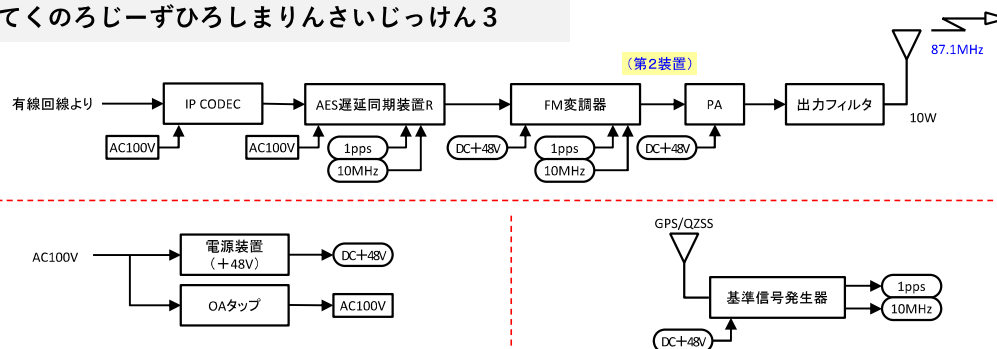 てくのろじーずひろしまりんさいじっけん３
（第２装置）
87.1MHz
有線回線より
IP CODEC
AES遅延同期装置R
FM変調器
PA
出力フィルタ
10W
AC100V
AC100V
1pps
10MHz
DC＋48V
1pps
10MHz
DC＋48V
AC100V
電源装置
（＋48V）
DC＋48V
OAタップ
AC100V
GPS/QZSS
基準信号発生器
1pps
10MHz
DC＋48V